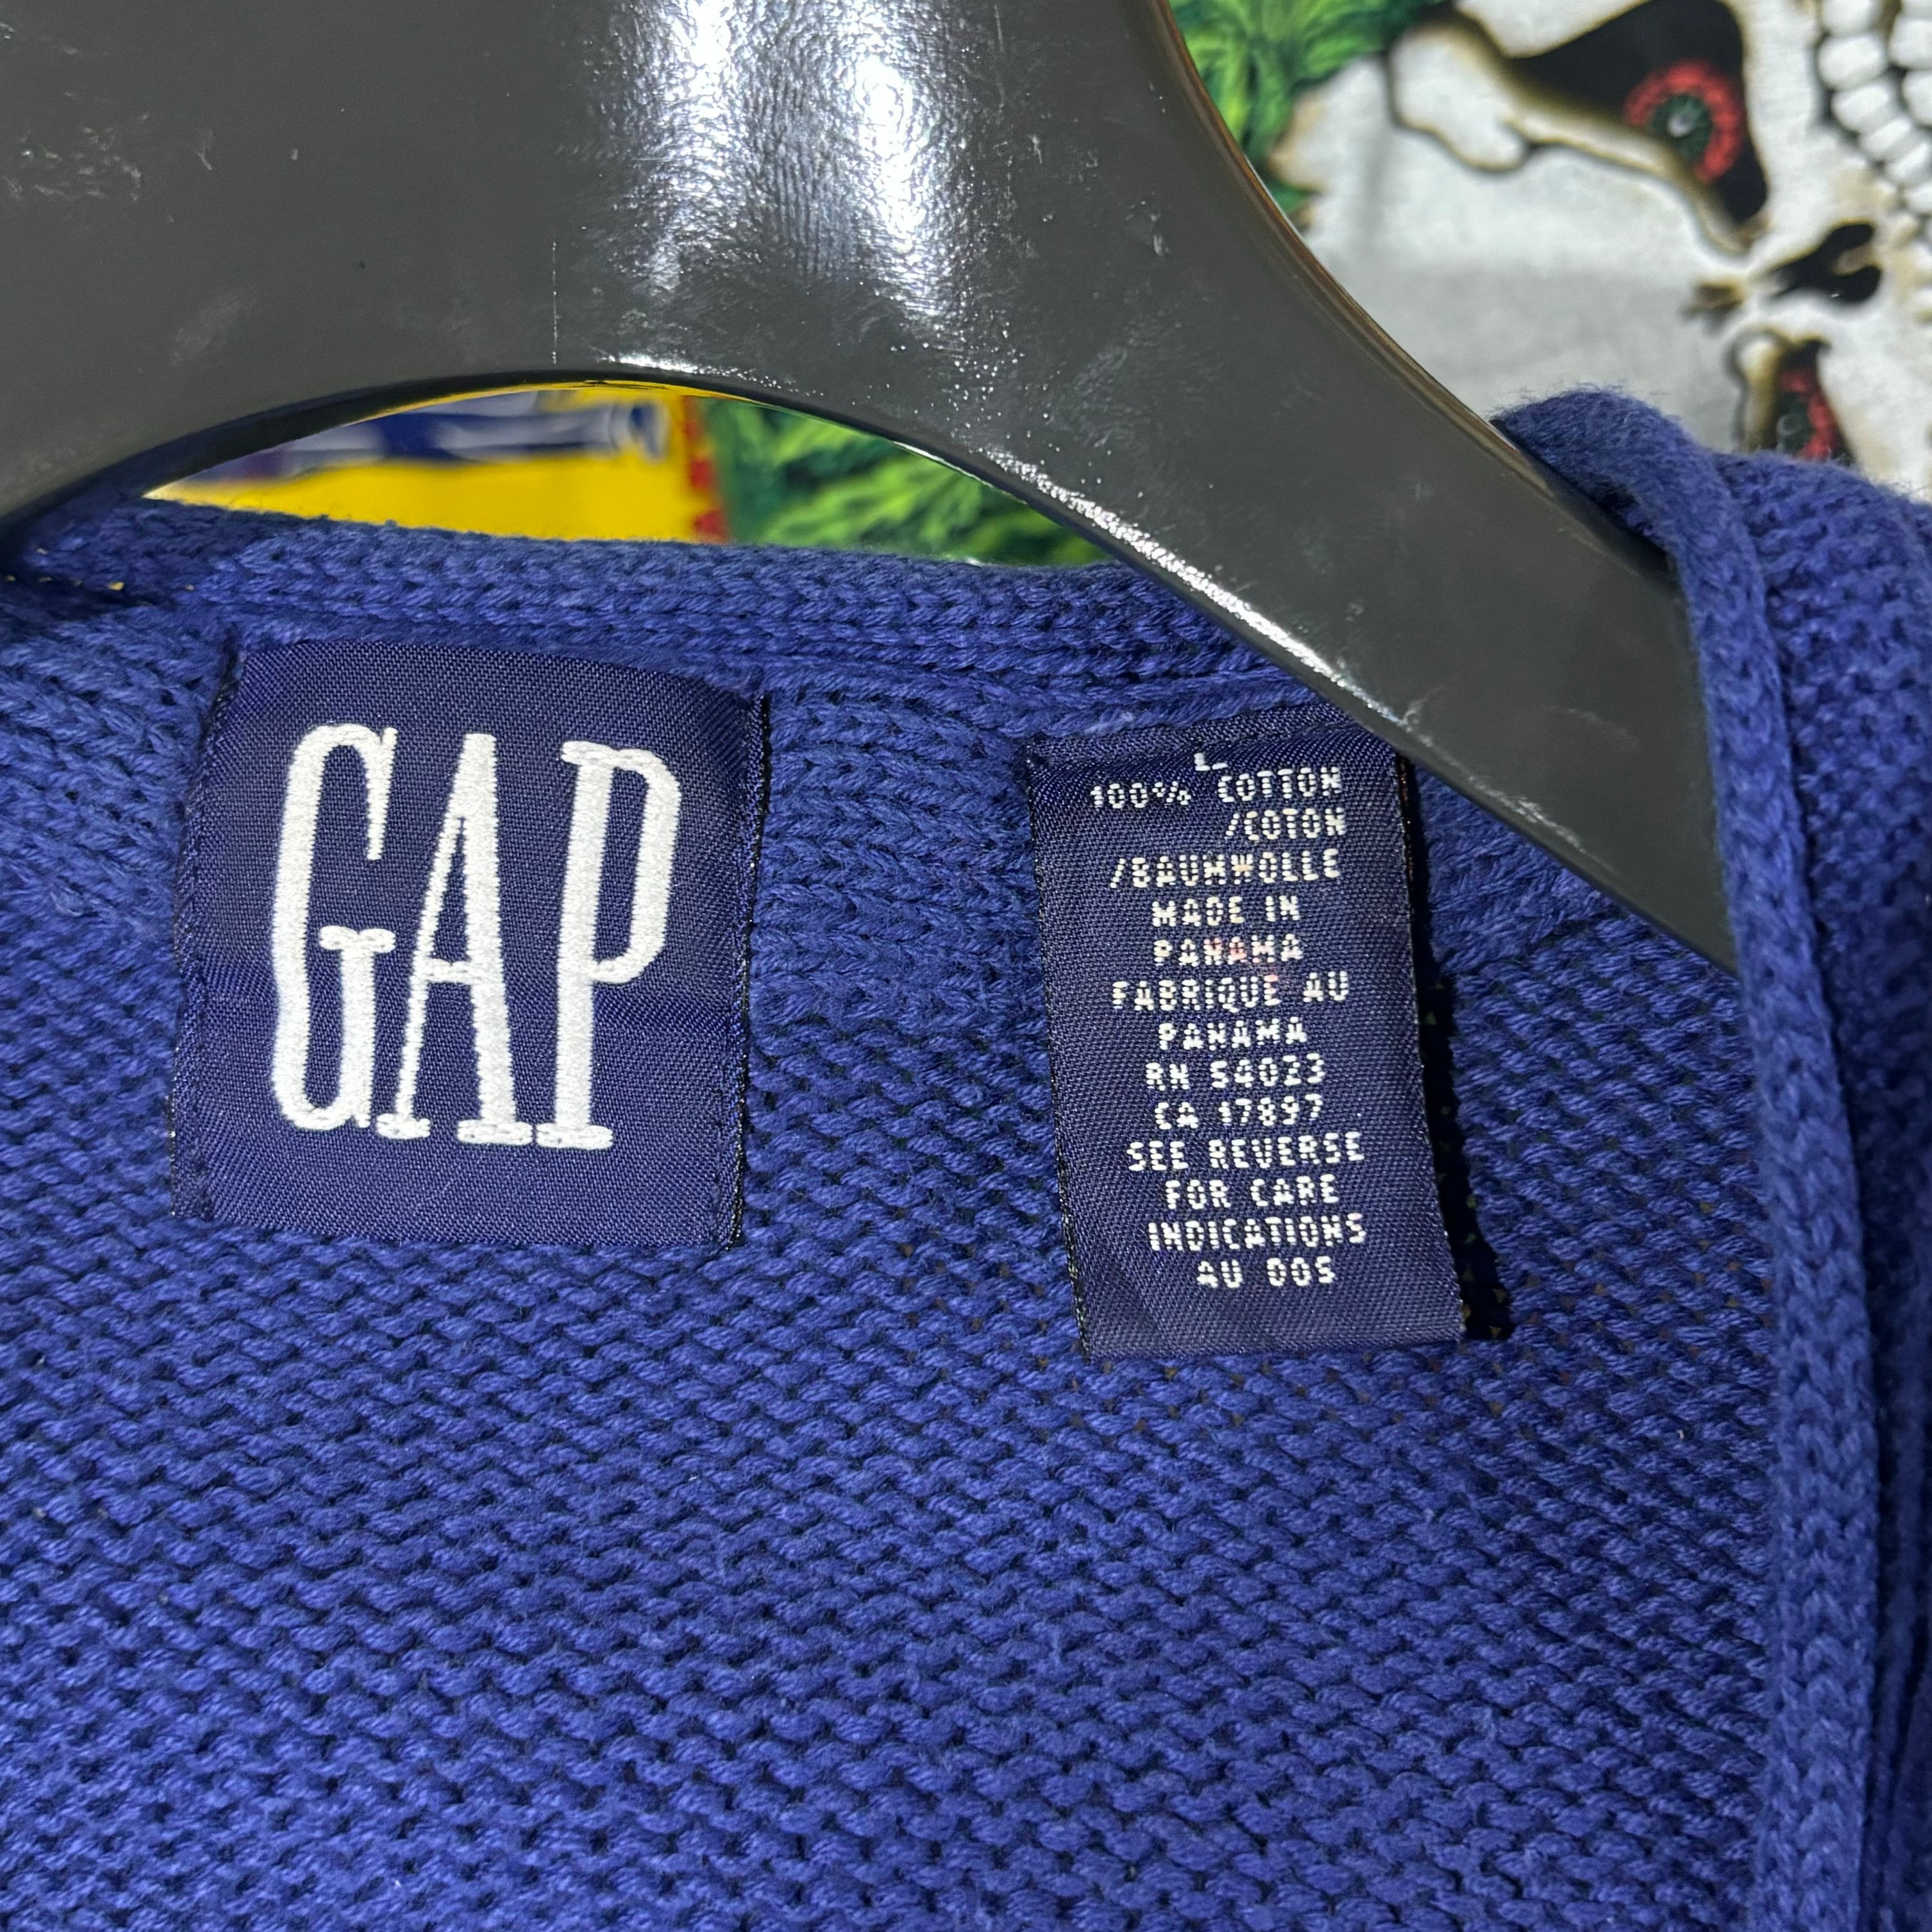 GAP
L
100% COTTON
/COTON
/BAUMWOLLE
MADE IN
PANAMA
FABRIQUE AU
PANAMA
RN 54023
CA 17897
SEE REVERSE
FOR CARE
INDICATIONS
AU DOS